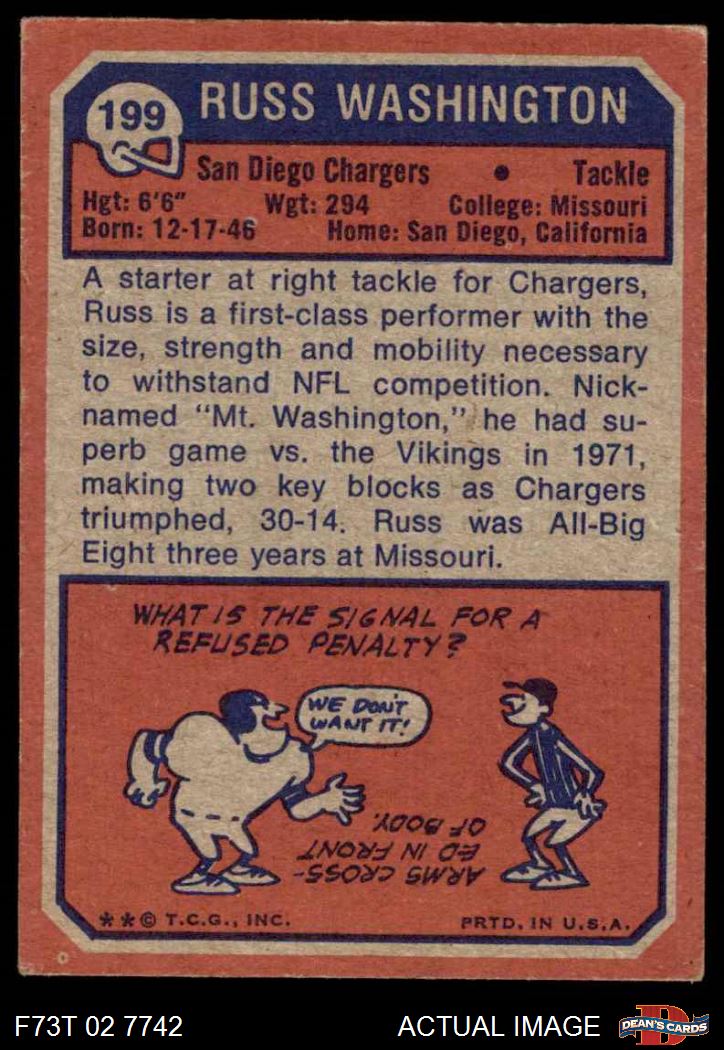 199
RUSS WASHINGTON
San Diego Chargers • Tackle
Hgt: 6'6" Wgt: 294 College: Missouri
Born: 12-17-46 Home: San Diego, California
A starter at right tackle for Chargers,
Russ is a first-class performer with the
size, strength and mobility necessary
to withstand NFL competition. Nick-
named "Mt. Washington," he had su-
perb game vs. the Vikings in 1971,
making two key blocks as Chargers
triumphed, 30-14. Russ was All-Big
Eight three years at Missouri.
WHAT IS THE SIGNAL FOR A
REFUSED PENALTY?
WE DON'T
WANT IT!
ARMS CROSS-
ED IN FRONT
OF BODY.
**© T.C.G., INC. PRTD. IN U.S.A.
F73T 02 7742 ACTUAL IMAGE
D
DEAN'S CARDS